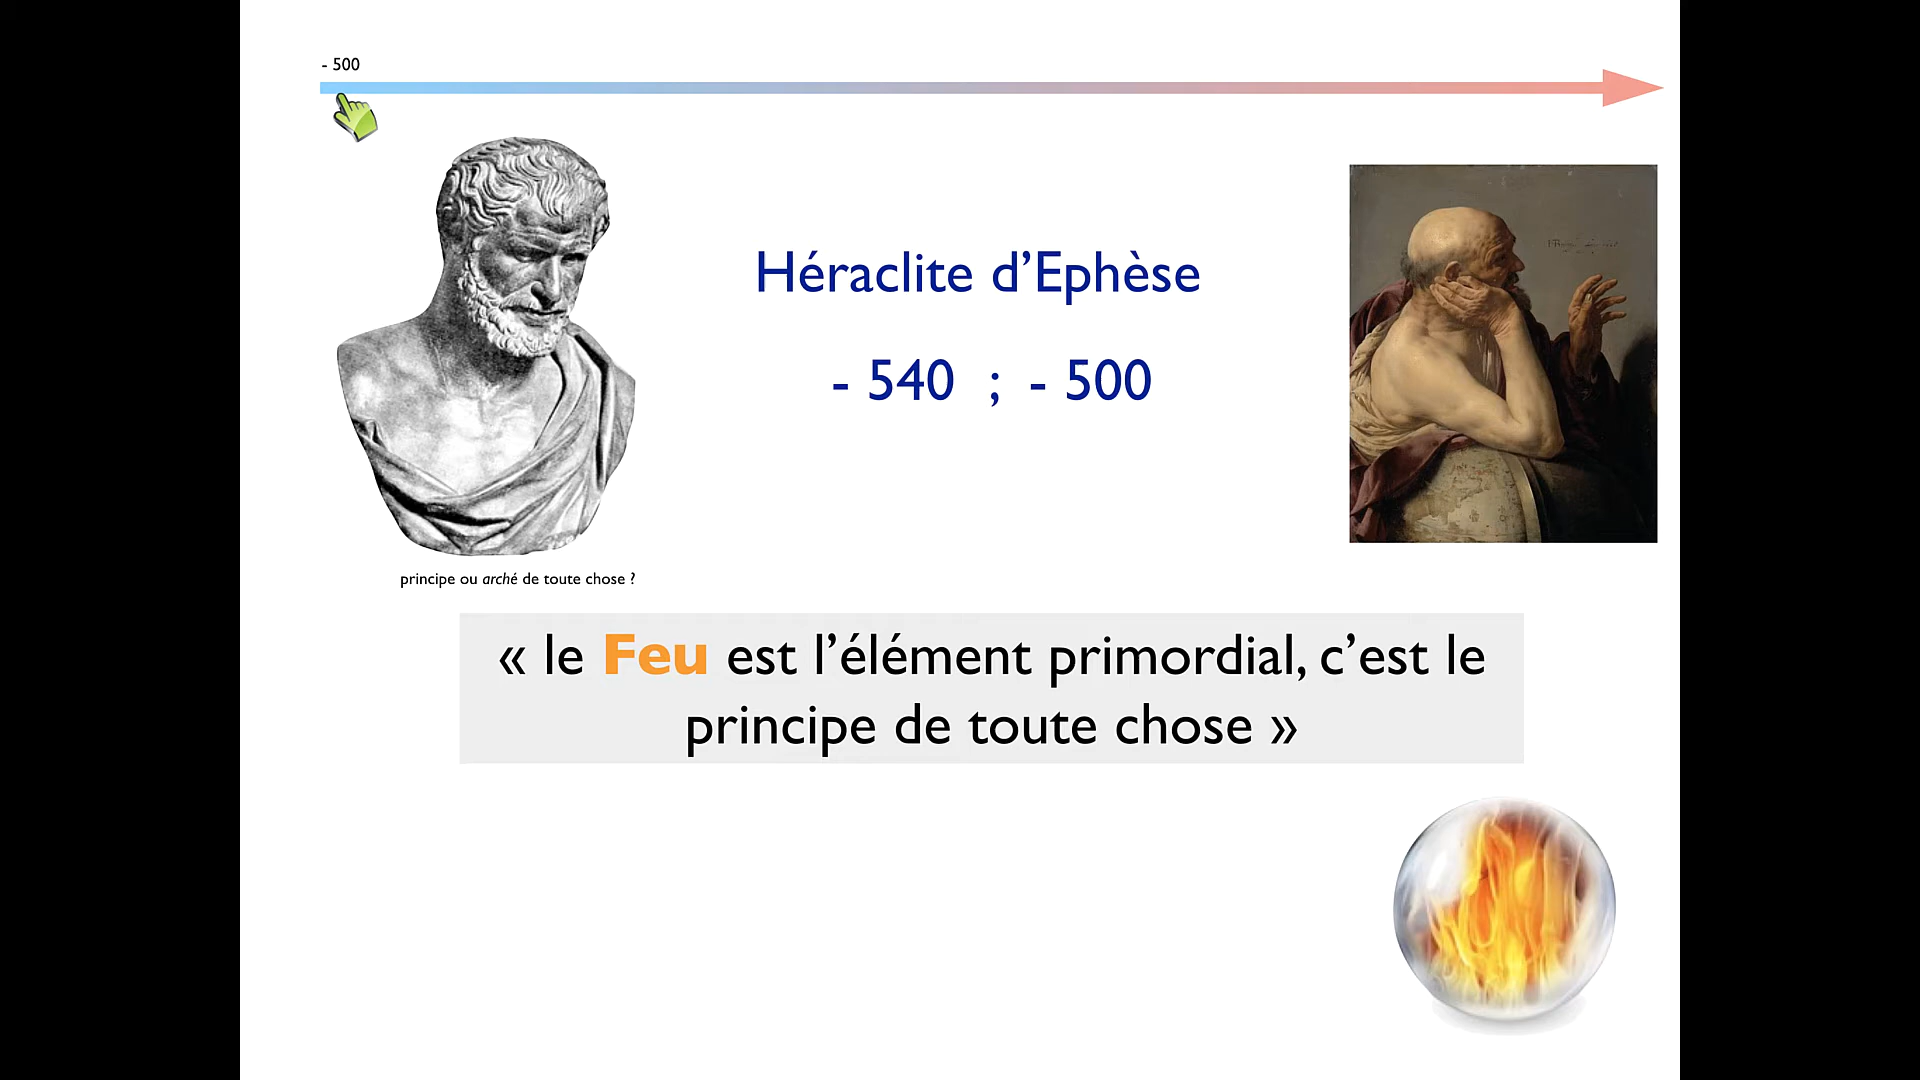 - 500
Héraclite d’Ephèse
- 540 ; - 500
principe ou arché de toute chose ?
« le Feu est l’élément primordial, c’est le
principe de toute chose »